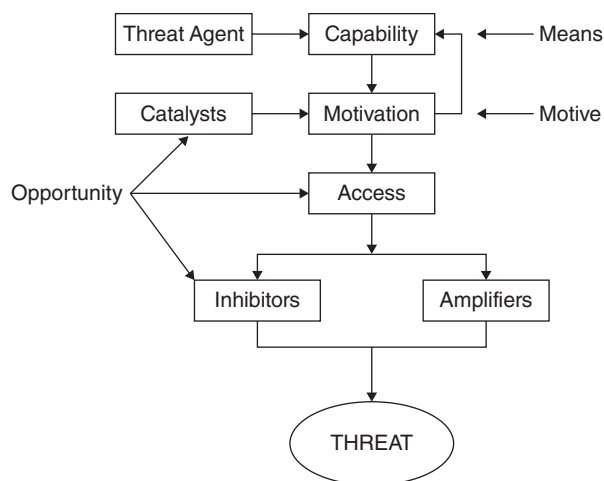 Threat Agent
Capability
Means
Catalysts
Motivation
Motive
Opportunity
Access
Inhibitors
Amplifiers
THREAT